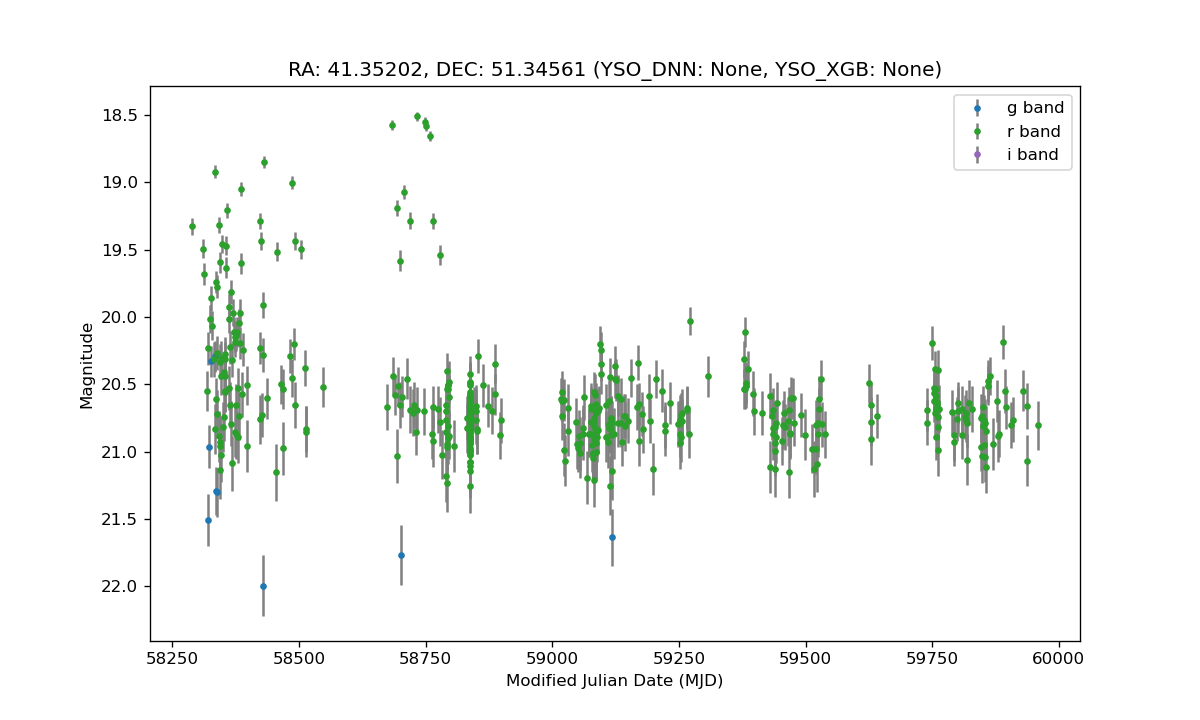 RA: 41.35202, DEC: 51.34561 (YSO_DNN: None, YSO_XGB: None)
g band
r band
i band
18.5
19.0
19.5
20.0
20.5
21.0
21.5
22.0
Magnitude
58250 58500 58750 59000 59250 59500 59750 60000
Modified Julian Date (MJD)